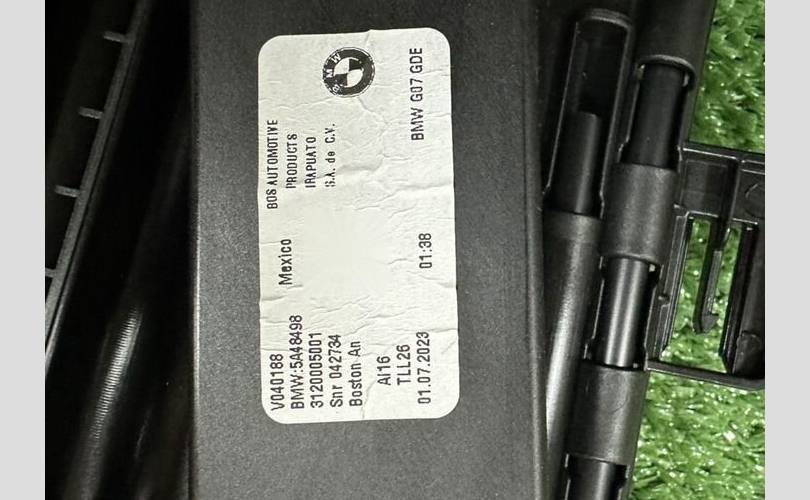 V040188
BMW:5A48498
3120005001
Snr 042734
Boston An
AI16
TLL26
01.07.2023
01:38
Mexico
BOS AUTOMOTIVE
PRODUCTS
IRAPUATO
S.A. de C.V.
BMW
BMW G07 GDE